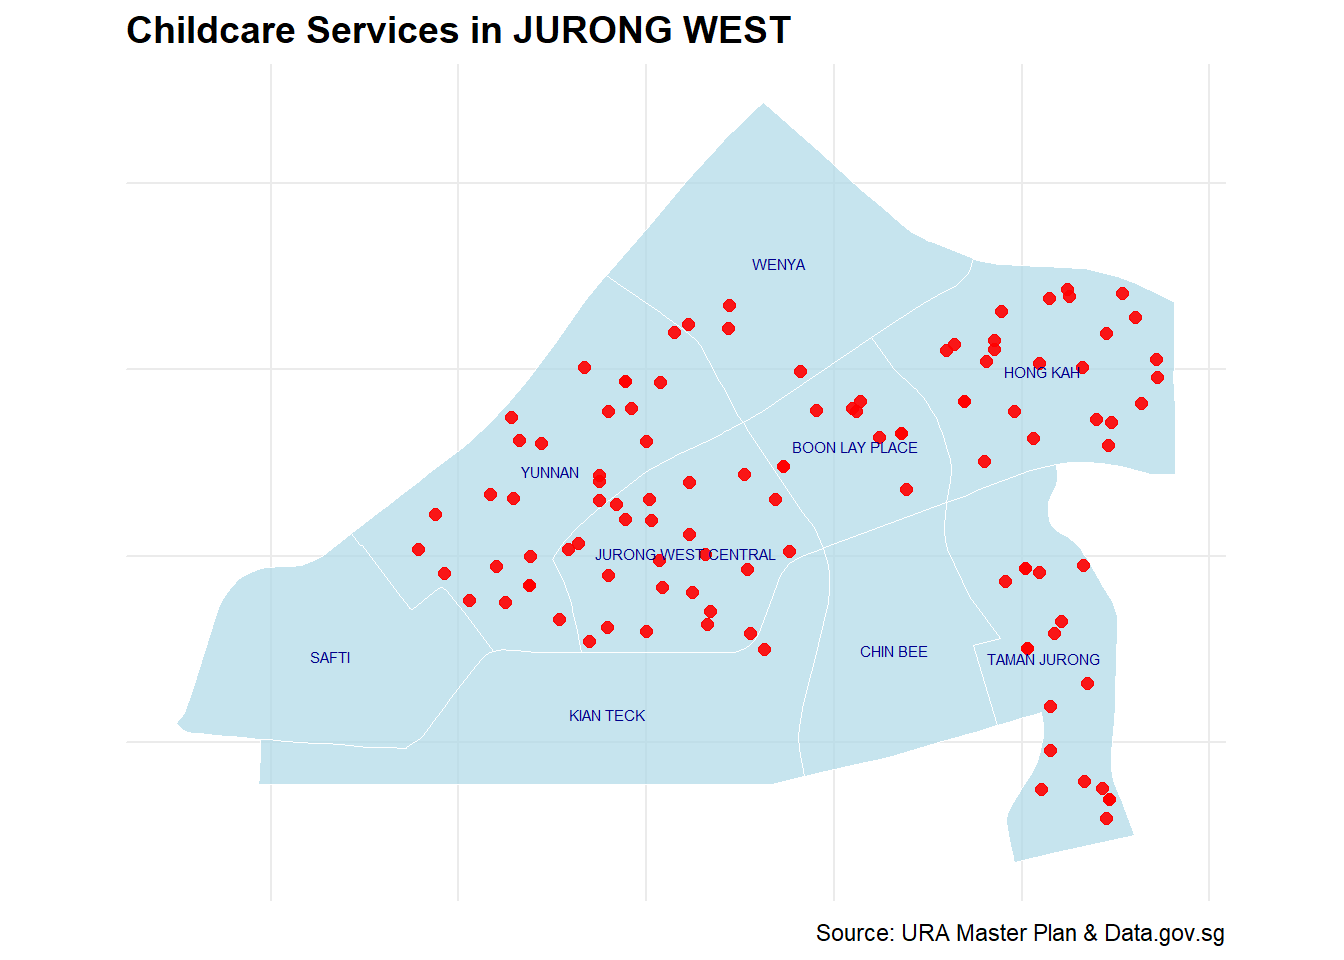 Childcare Services in JURONG WEST
WENYA
HONG KAH
BOON LAY PLACE
YUNNAN
JURONG WEST CENTRAL
CHIN BEE
SAFTI
TAMAN JURONG
KIAN TECK
Source: URA Master Plan & Data.gov.sg